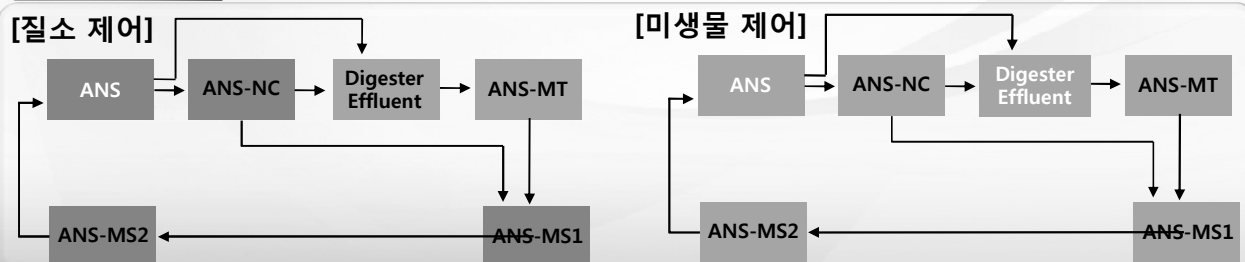 [질소 제어]
ANS
ANS-NC
Digester
Effluent
ANS-MT
ANS-MS2
ANS-MS1
[미생물 제어]
ANS
ANS-NC
Digester
Effluent
ANS-MT
ANS-MS2
ANS-MS1